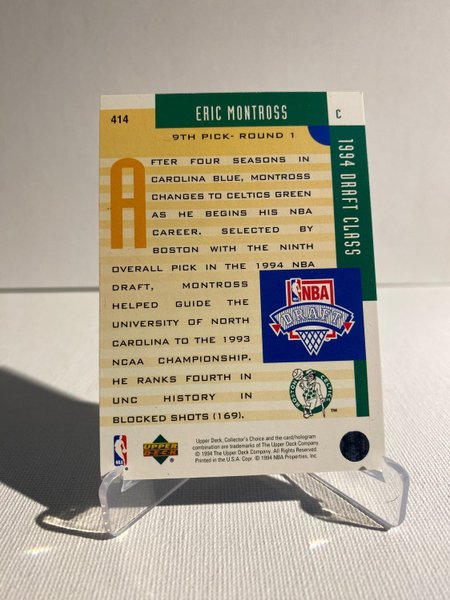 414
ERIC MONTROSS
C
9TH PICK- ROUND 1
1994 DRAFT CLASS
AFTER FOUR SEASONS IN
CAROLINA BLUE, MONTROSS
CHANGES TO CELTICS GREEN
AS HE BEGINS HIS NBA
CAREER. SELECTED BY
BOSTON WITH THE NINTH
OVERALL PICK IN THE 1994 NBA
DRAFT, MONTROSS
HELPED GUIDE THE
UNIVERSITY OF NORTH
CAROLINA TO THE 1993
NCAA CHAMPIONSHIP.
HE RANKS FOURTH IN
UNC HISTORY IN
BLOCKED SHOTS (169).
NBA
DRAFT
BOSTON CELTICS
TM
NBA
UPPER
DECK
®
Upper Deck, Collector's Choice and the card/hologram
combination are trademarks of The Upper Deck Company
© 1994 The Upper Deck Company. All Rights Reserved.
Printed in the U.S.A. Copr. © 1994 NBA Properties, Inc.